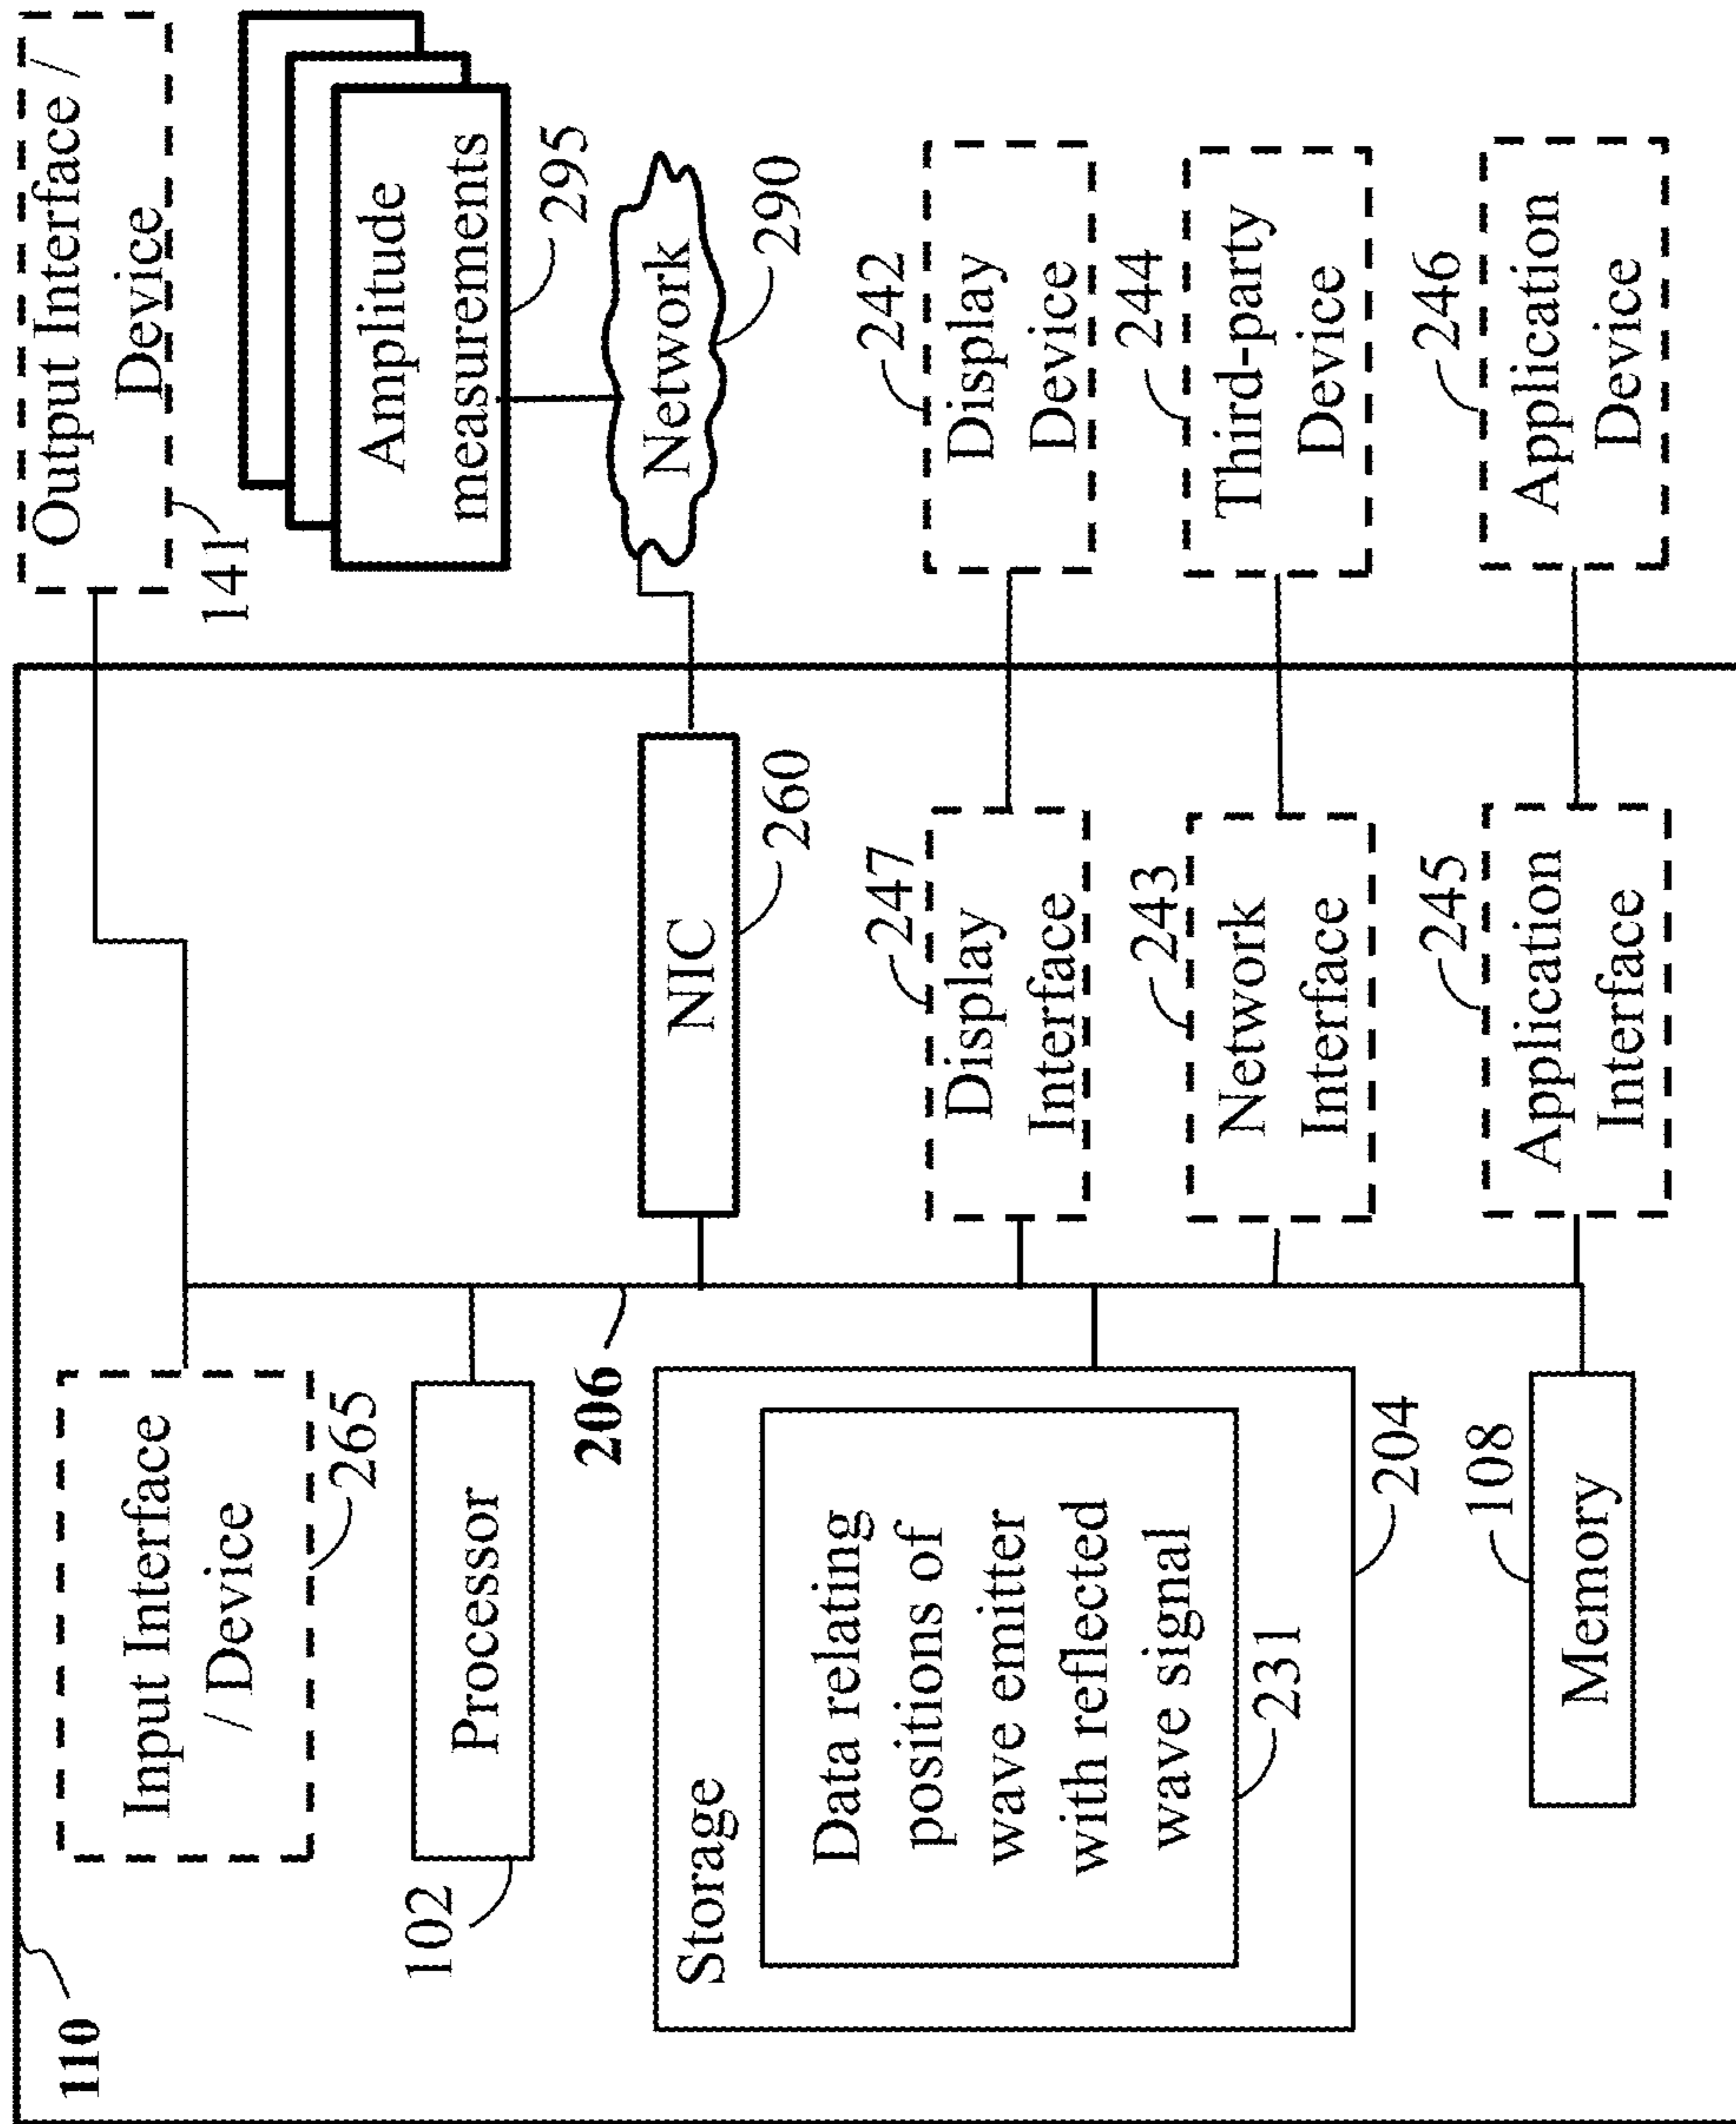 110
Input Interface
/ Device
265
Output Interface /
Device
141
Processor
102
Amplitude
measurements
295
206
NIC
260
Network
290
Storage
Data relating
positions of
wave emitter
with reflected
wave signal
231
204
247
Display
Interface
242
Display
Device
243
Network
Interface
244
Third-party
Device
108
Memory
245
Application
Interface
246
Application
Device